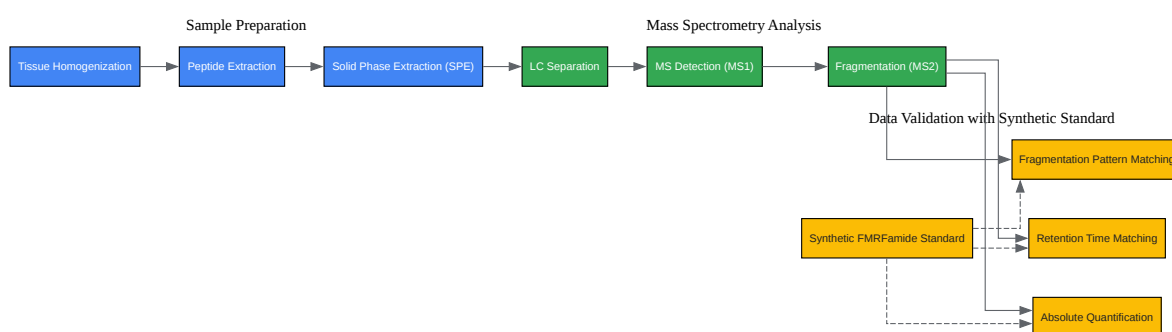 Sample Preparation
Mass Spectrometry Analysis
Tissue Homogenization
Peptide Extraction
Solid Phase Extraction (SPE)
LC Separation
MS Detection (MS1)
Fragmentation (MS2)
Data Validation with Synthetic Standard
Fragmentation Pattern Matching
Synthetic FMRFamide Standard
Retention Time Matching
Absolute Quantification